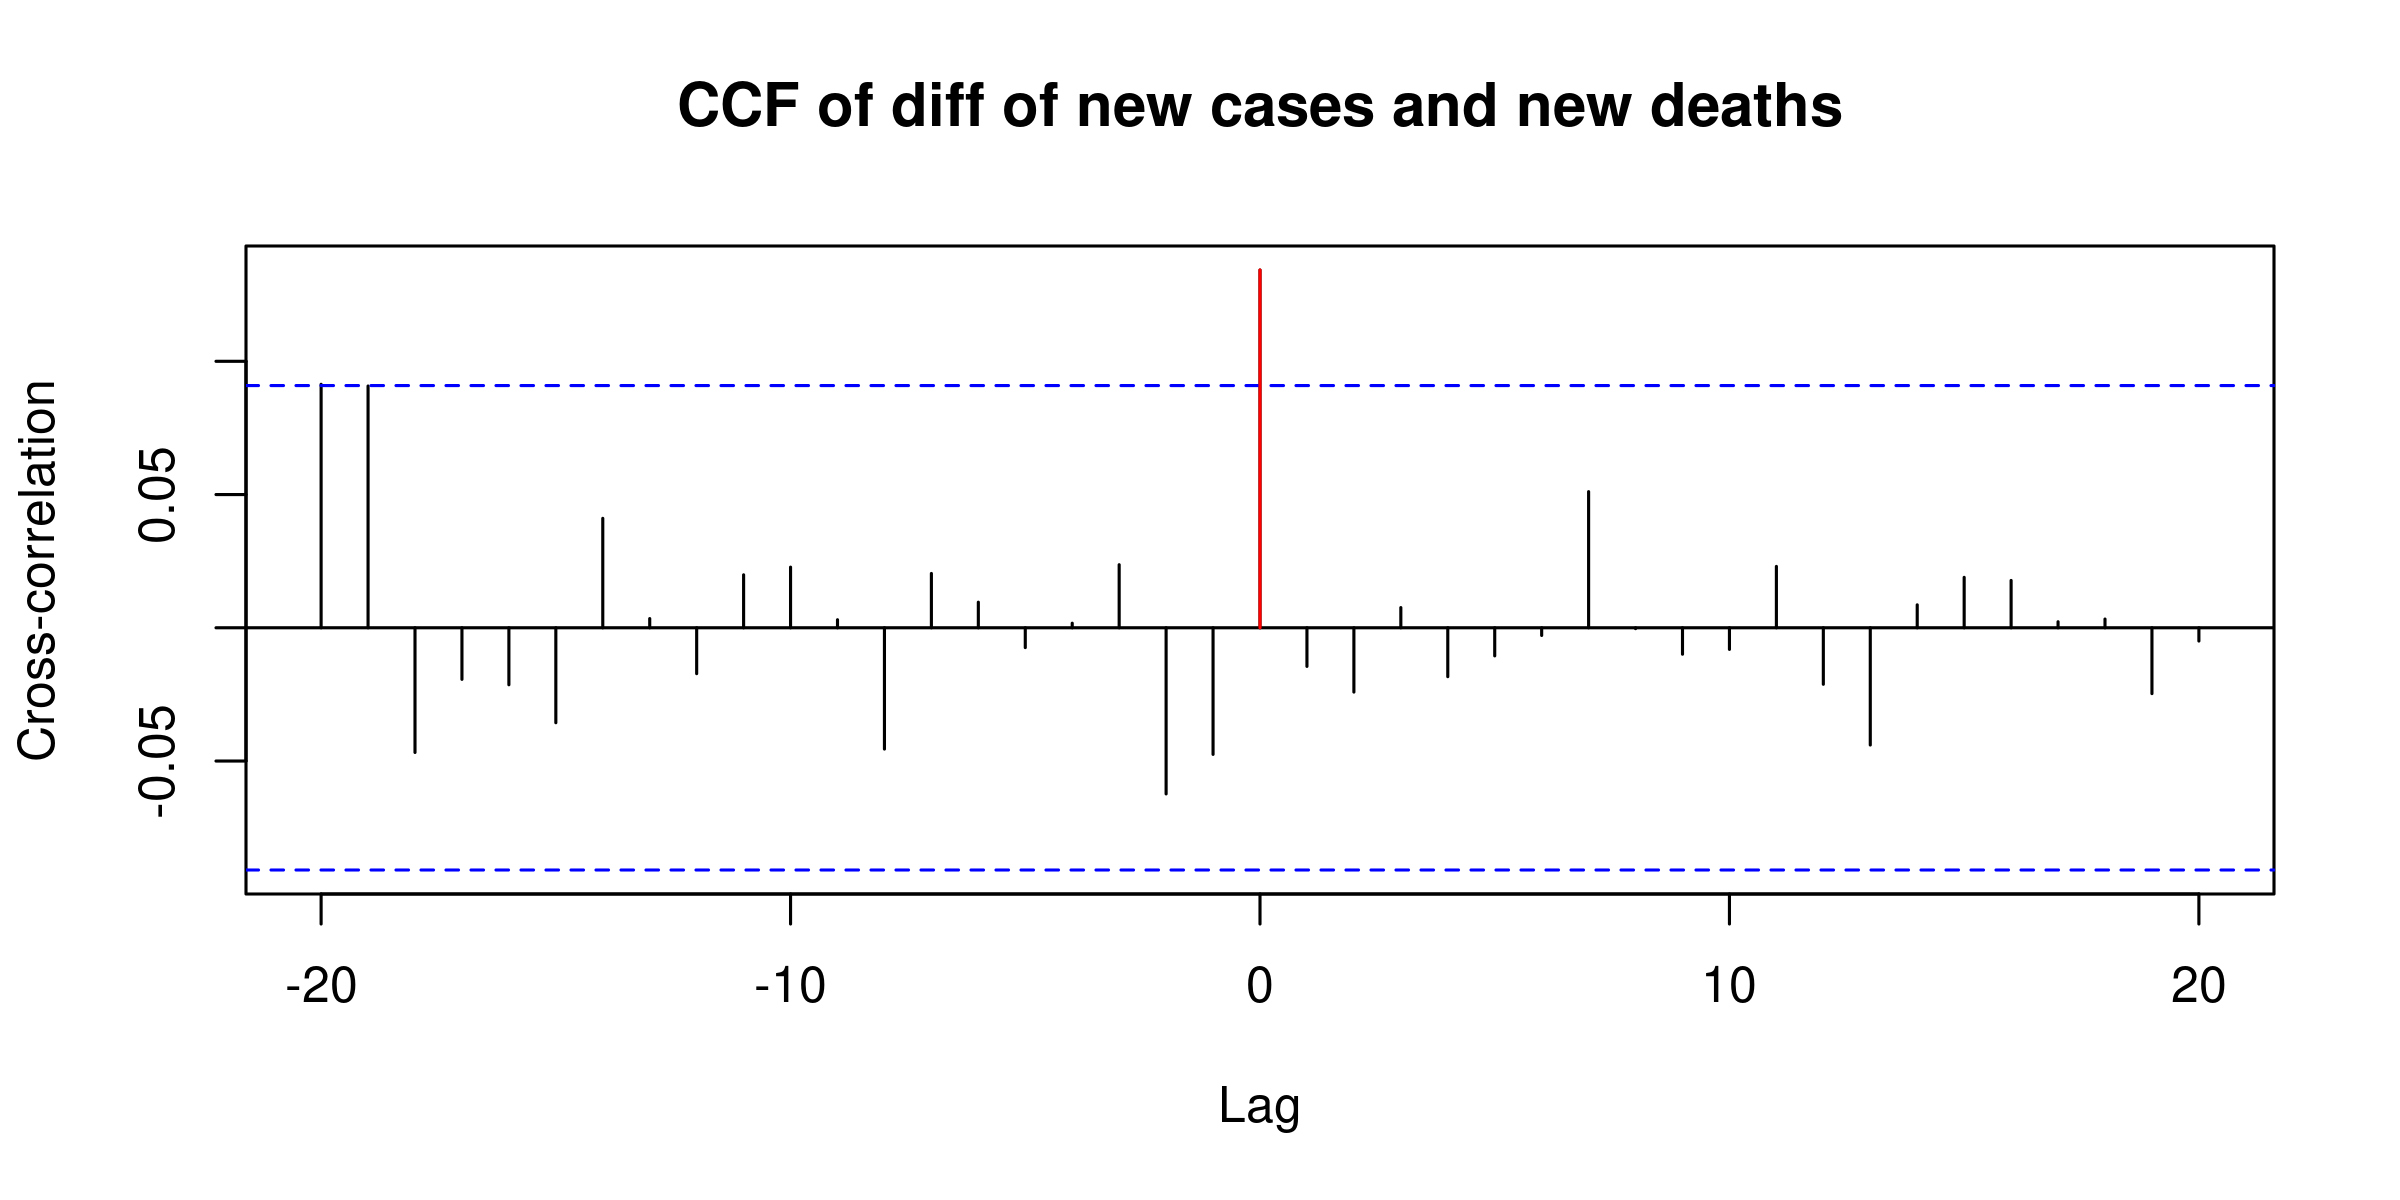 CCF of diff of new cases and new deaths
Cross-correlation
0.05
-0.05
-20 -10 0 10 20
Lag